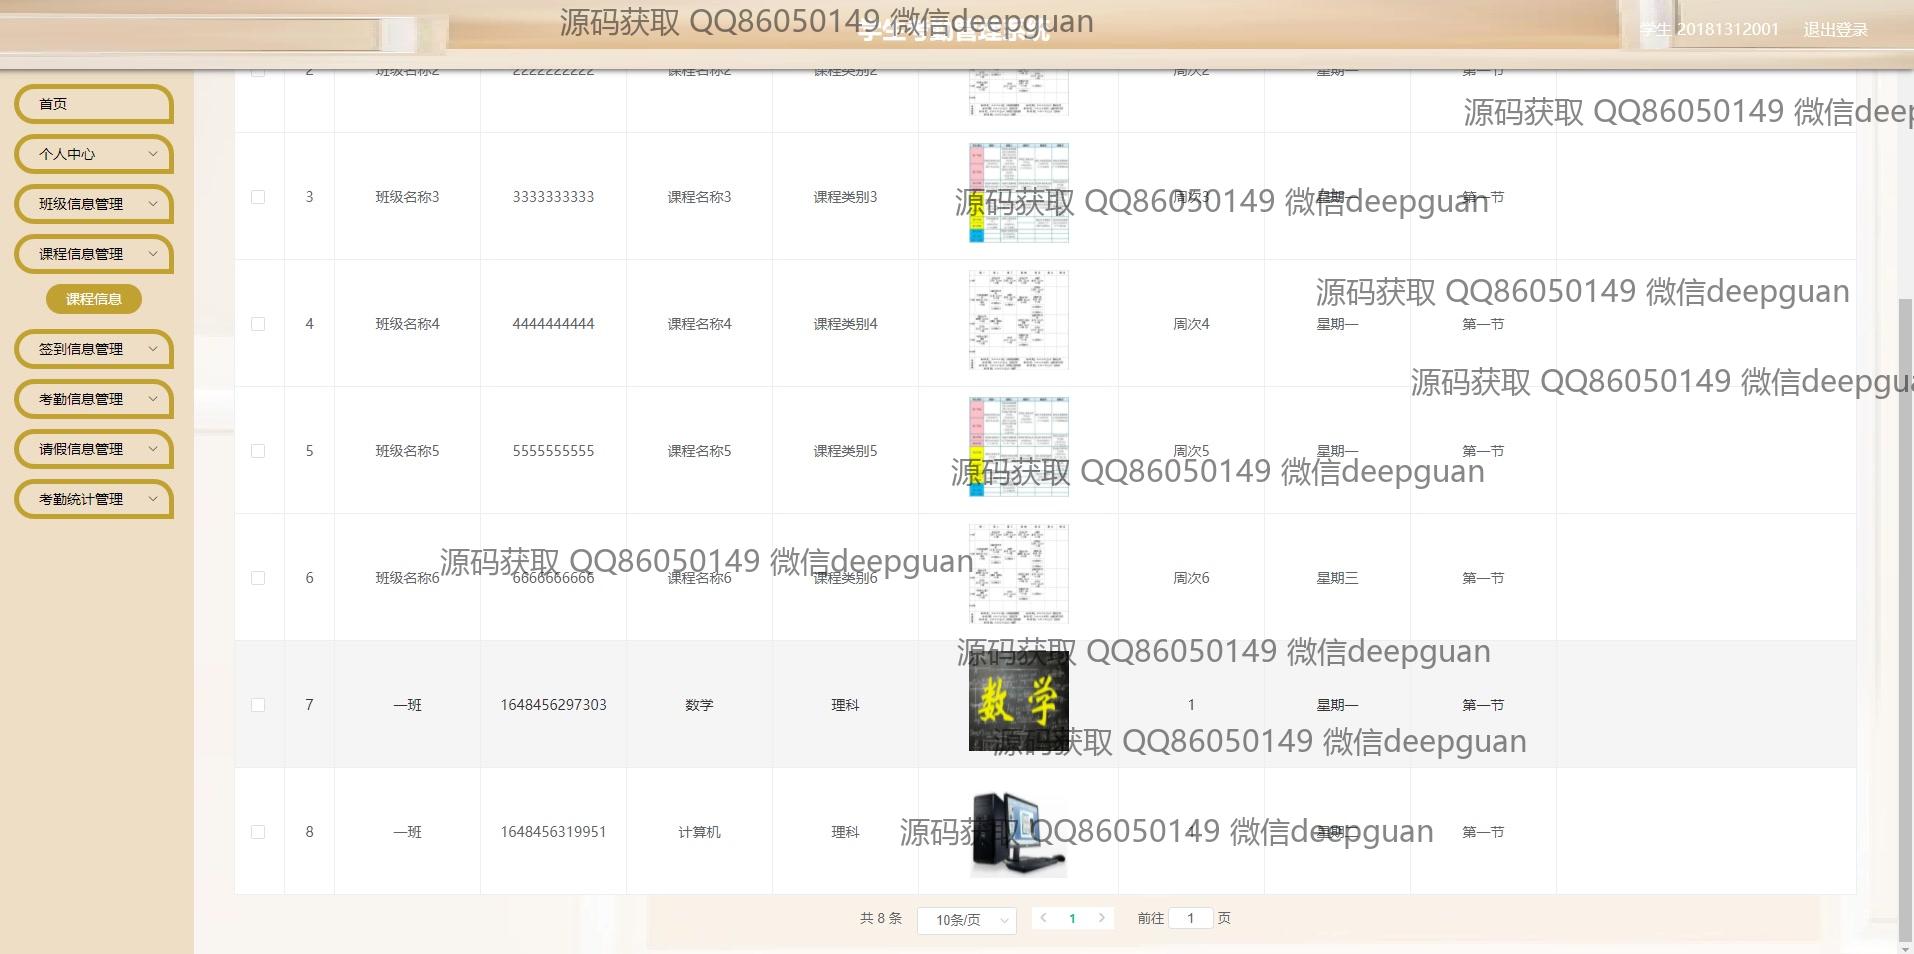 源码获取 QQ86050149 微信deepguan
学生考勤管理系统
学生 20181312001 退出登录
首页
个人中心
班级信息管理
课程信息管理
课程信息
签到信息管理
考勤信息管理
请假信息管理
考勤统计管理
2 班级名称2 2222222222 课程名称2 课程类别2 周次2 星期一 第一节
源码获取 QQ86050149 微信deep
3 班级名称3 3333333333 课程名称3 课程类别3 周次3 星期一 第一节
源码获取 QQ86050149 微信deepguan
源码获取 QQ86050149 微信deepguan
4 班级名称4 4444444444 课程名称4 课程类别4 周次4 星期一 第一节
源码获取 QQ86050149 微信deepgua
5 班级名称5 5555555555 课程名称5 课程类别5 周次5 星期一 第一节
源码获取 QQ86050149 微信deepguan
源码获取 QQ86050149 微信deepguan
6 班级名称6 6666666666 课程名称6 课程类别6 周次6 星期三 第一节
源码获取 QQ86050149 微信deepguan
数学
7 一班 1648456297303 数学 理科 1 星期一 第一节
源码获取 QQ86050149 微信deepguan
8 一班 1648456319951 计算机 理科 4 星期二 第一节
源码获取 QQ86050149 微信deepguan
共 8 条 10条/页 1 前往 1 页